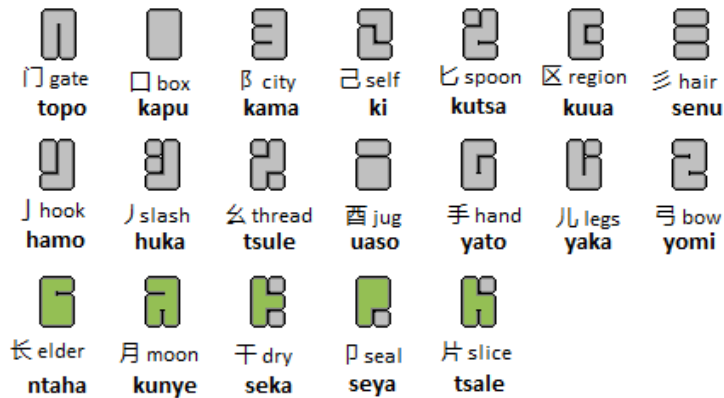 门 gate 口 box 阝 city 己 self 匕 spoon 区 region 彡 hair
topo kapu kama ki kutsa kuua senu
亅 hook 丿 slash 幺 thread 酉 jug 手 hand 儿 legs 弓 bow
hamo huka tsule uaso yato yaka yomi
长 elder 月 moon 干 dry 卩 seal 片 slice
ntaha kunye seka seya tsale